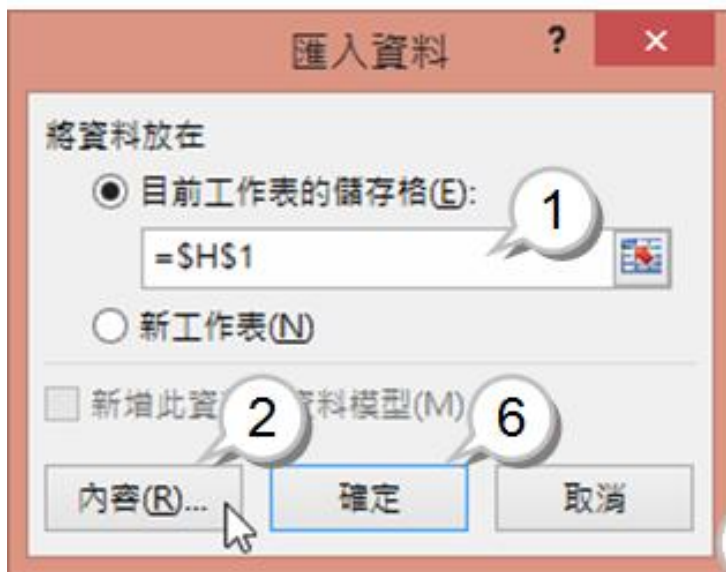 匯入資料 ? ×
將資料放在
目前工作表的儲存格(E):
1
=$H$1
新工作表(N)
新增此資 資料模型(M)
2
6
內容(R)...
確定
取消